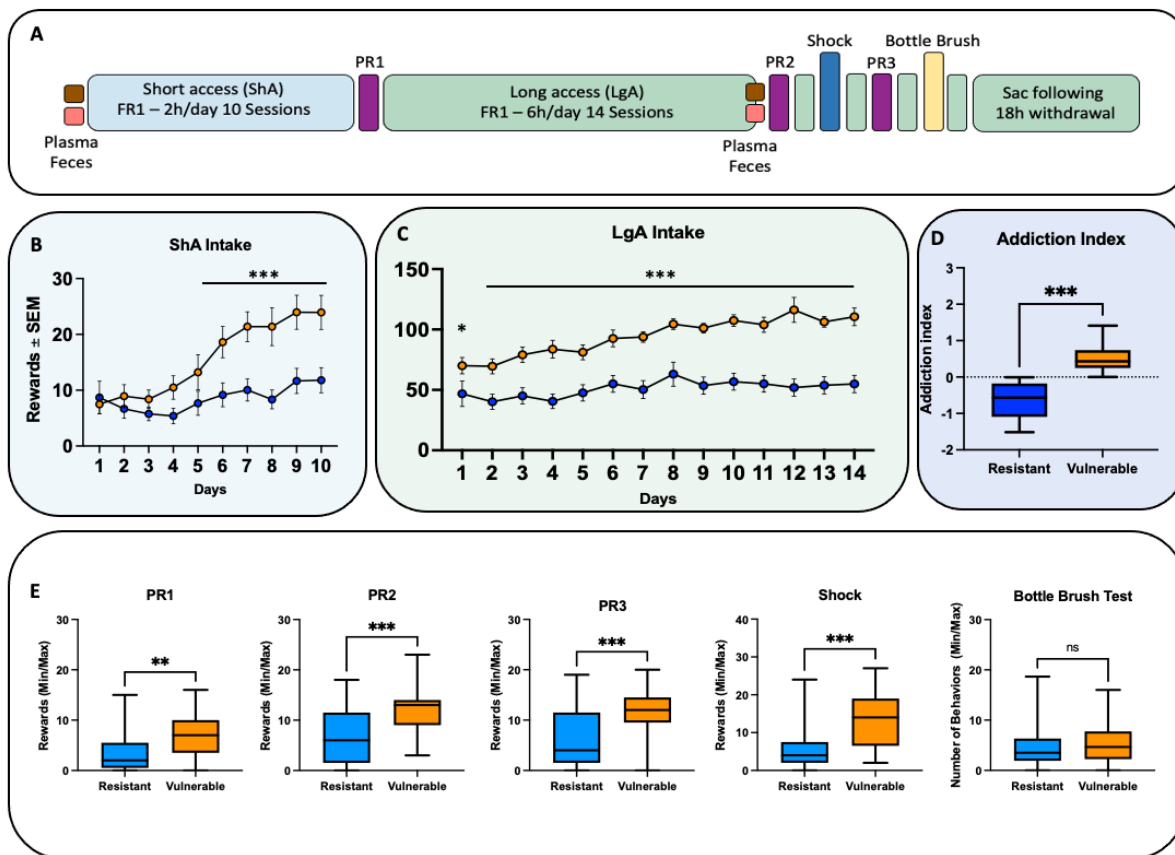 A
Short access (ShA)
FR1 – 2h/day 10 Sessions
PR1
Long access (LgA)
FR1 – 6h/day 14 Sessions
PR2
Shock
PR3
Bottle Brush
Sac following
18h withdrawal
Plasma
Feces
Plasma
Feces
B
ShA Intake
***
Rewards ± SEM
30
20
10
0
1 2 3 4 5 6 7 8 9 10
Days
C
LgA Intake
***
*
150
100
50
0
1 2 3 4 5 6 7 8 9 10 11 12 13 14
Days
D
Addiction Index
***
Addiction index
3
2
1
0
-1
-2
Resistant Vulnerable
E
PR1
**
Rewards (Min/Max)
30
20
10
0
Resistant Vulnerable
PR2
***
Rewards (Min/Max)
30
20
10
0
Resistant Vulnerable
PR3
***
Rewards (Min/Max)
30
20
10
0
Resistant Vulnerable
Shock
***
Rewards (Min/Max)
40
30
20
10
0
Resistant Vulnerable
Bottle Brush Test
ns
Number of Behaviors (Min/Max)
30
20
10
0
Resistant Vulnerable